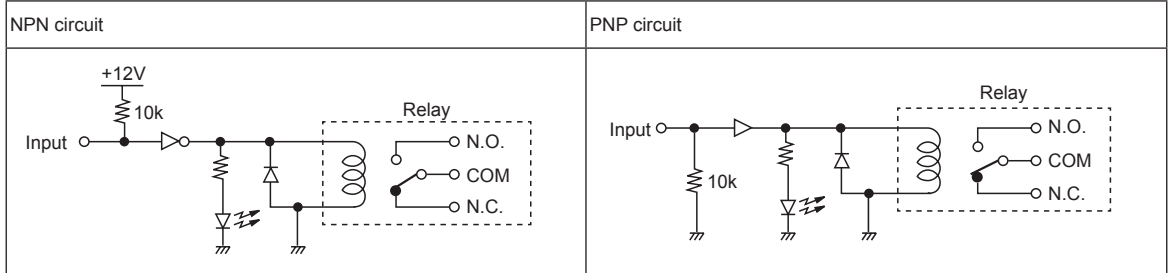 NPN circuit
PNP circuit
+12V
10k
Input
Relay
N.O.
COM
N.C.
Input
10k
Relay
N.O.
COM
N.C.